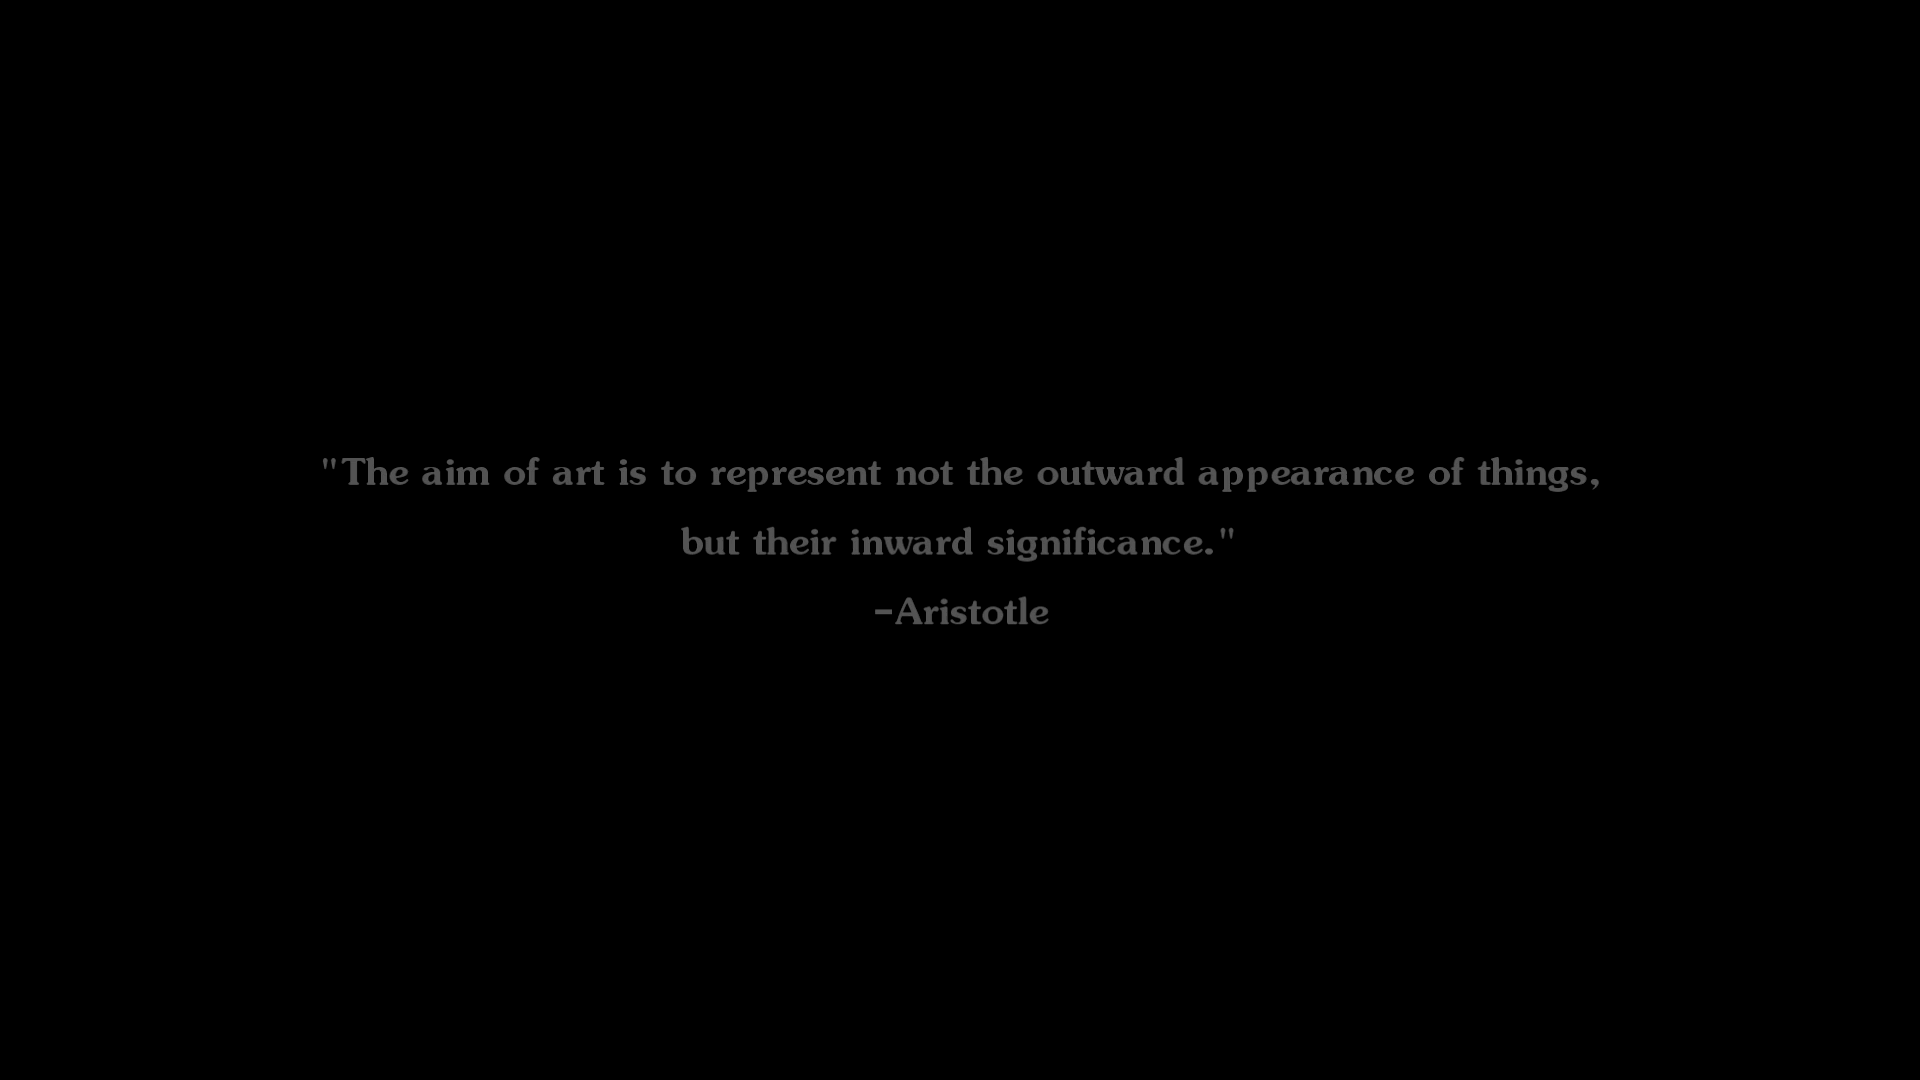 "The aim of art is to represent not the outward appearance of things,
but their inward significance."
-Aristotle